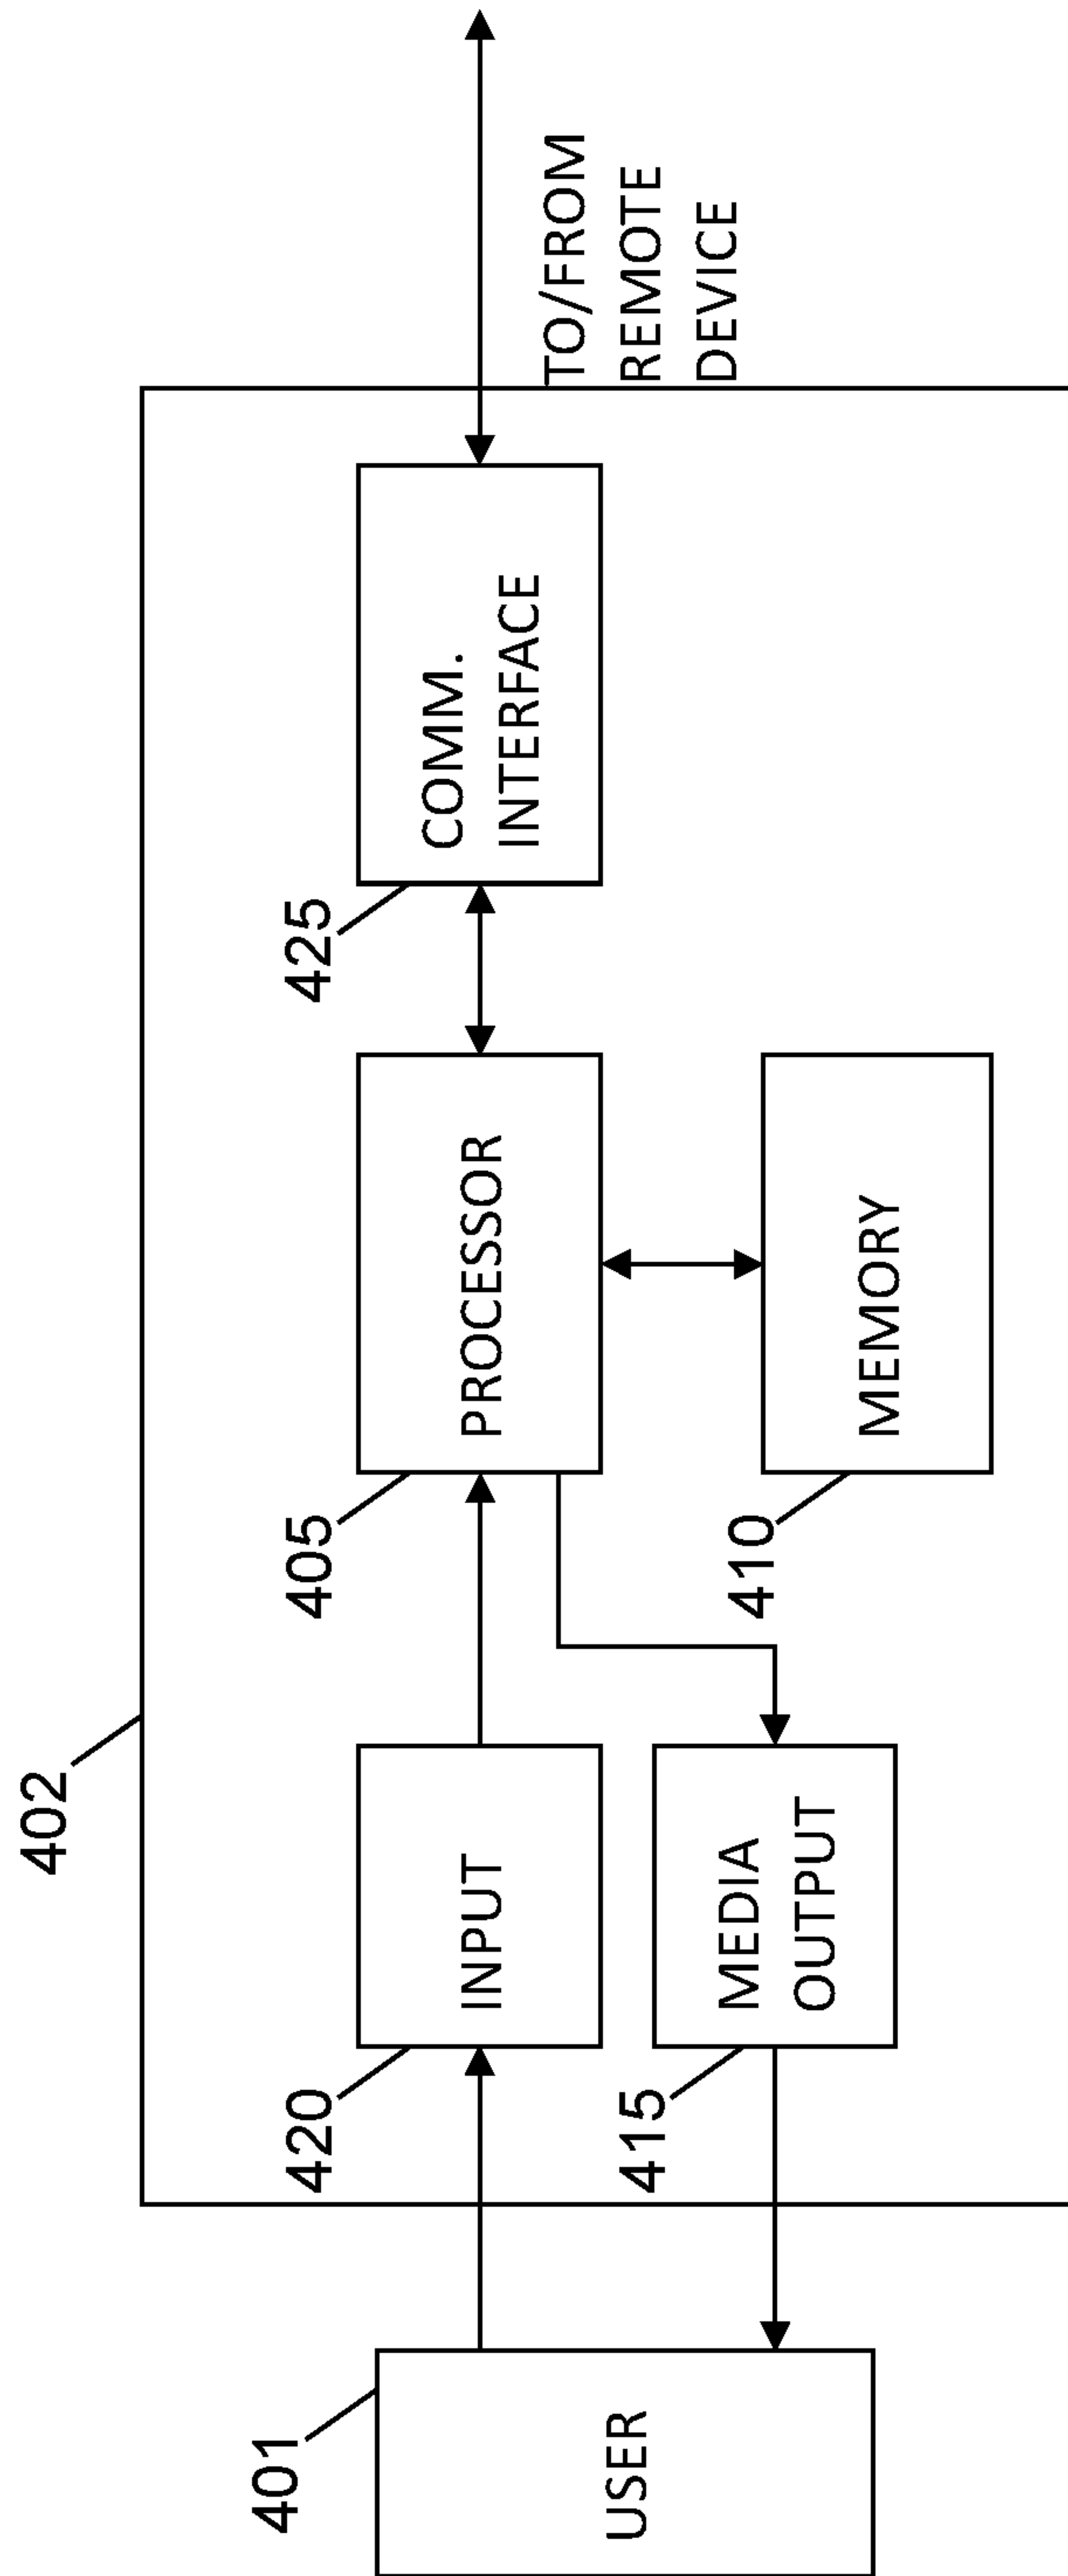 402
425
COMM.
INTERFACE
TO/FROM
REMOTE
DEVICE
405
PROCESSOR
410
MEMORY
420
INPUT
415
MEDIA
OUTPUT
401
USER